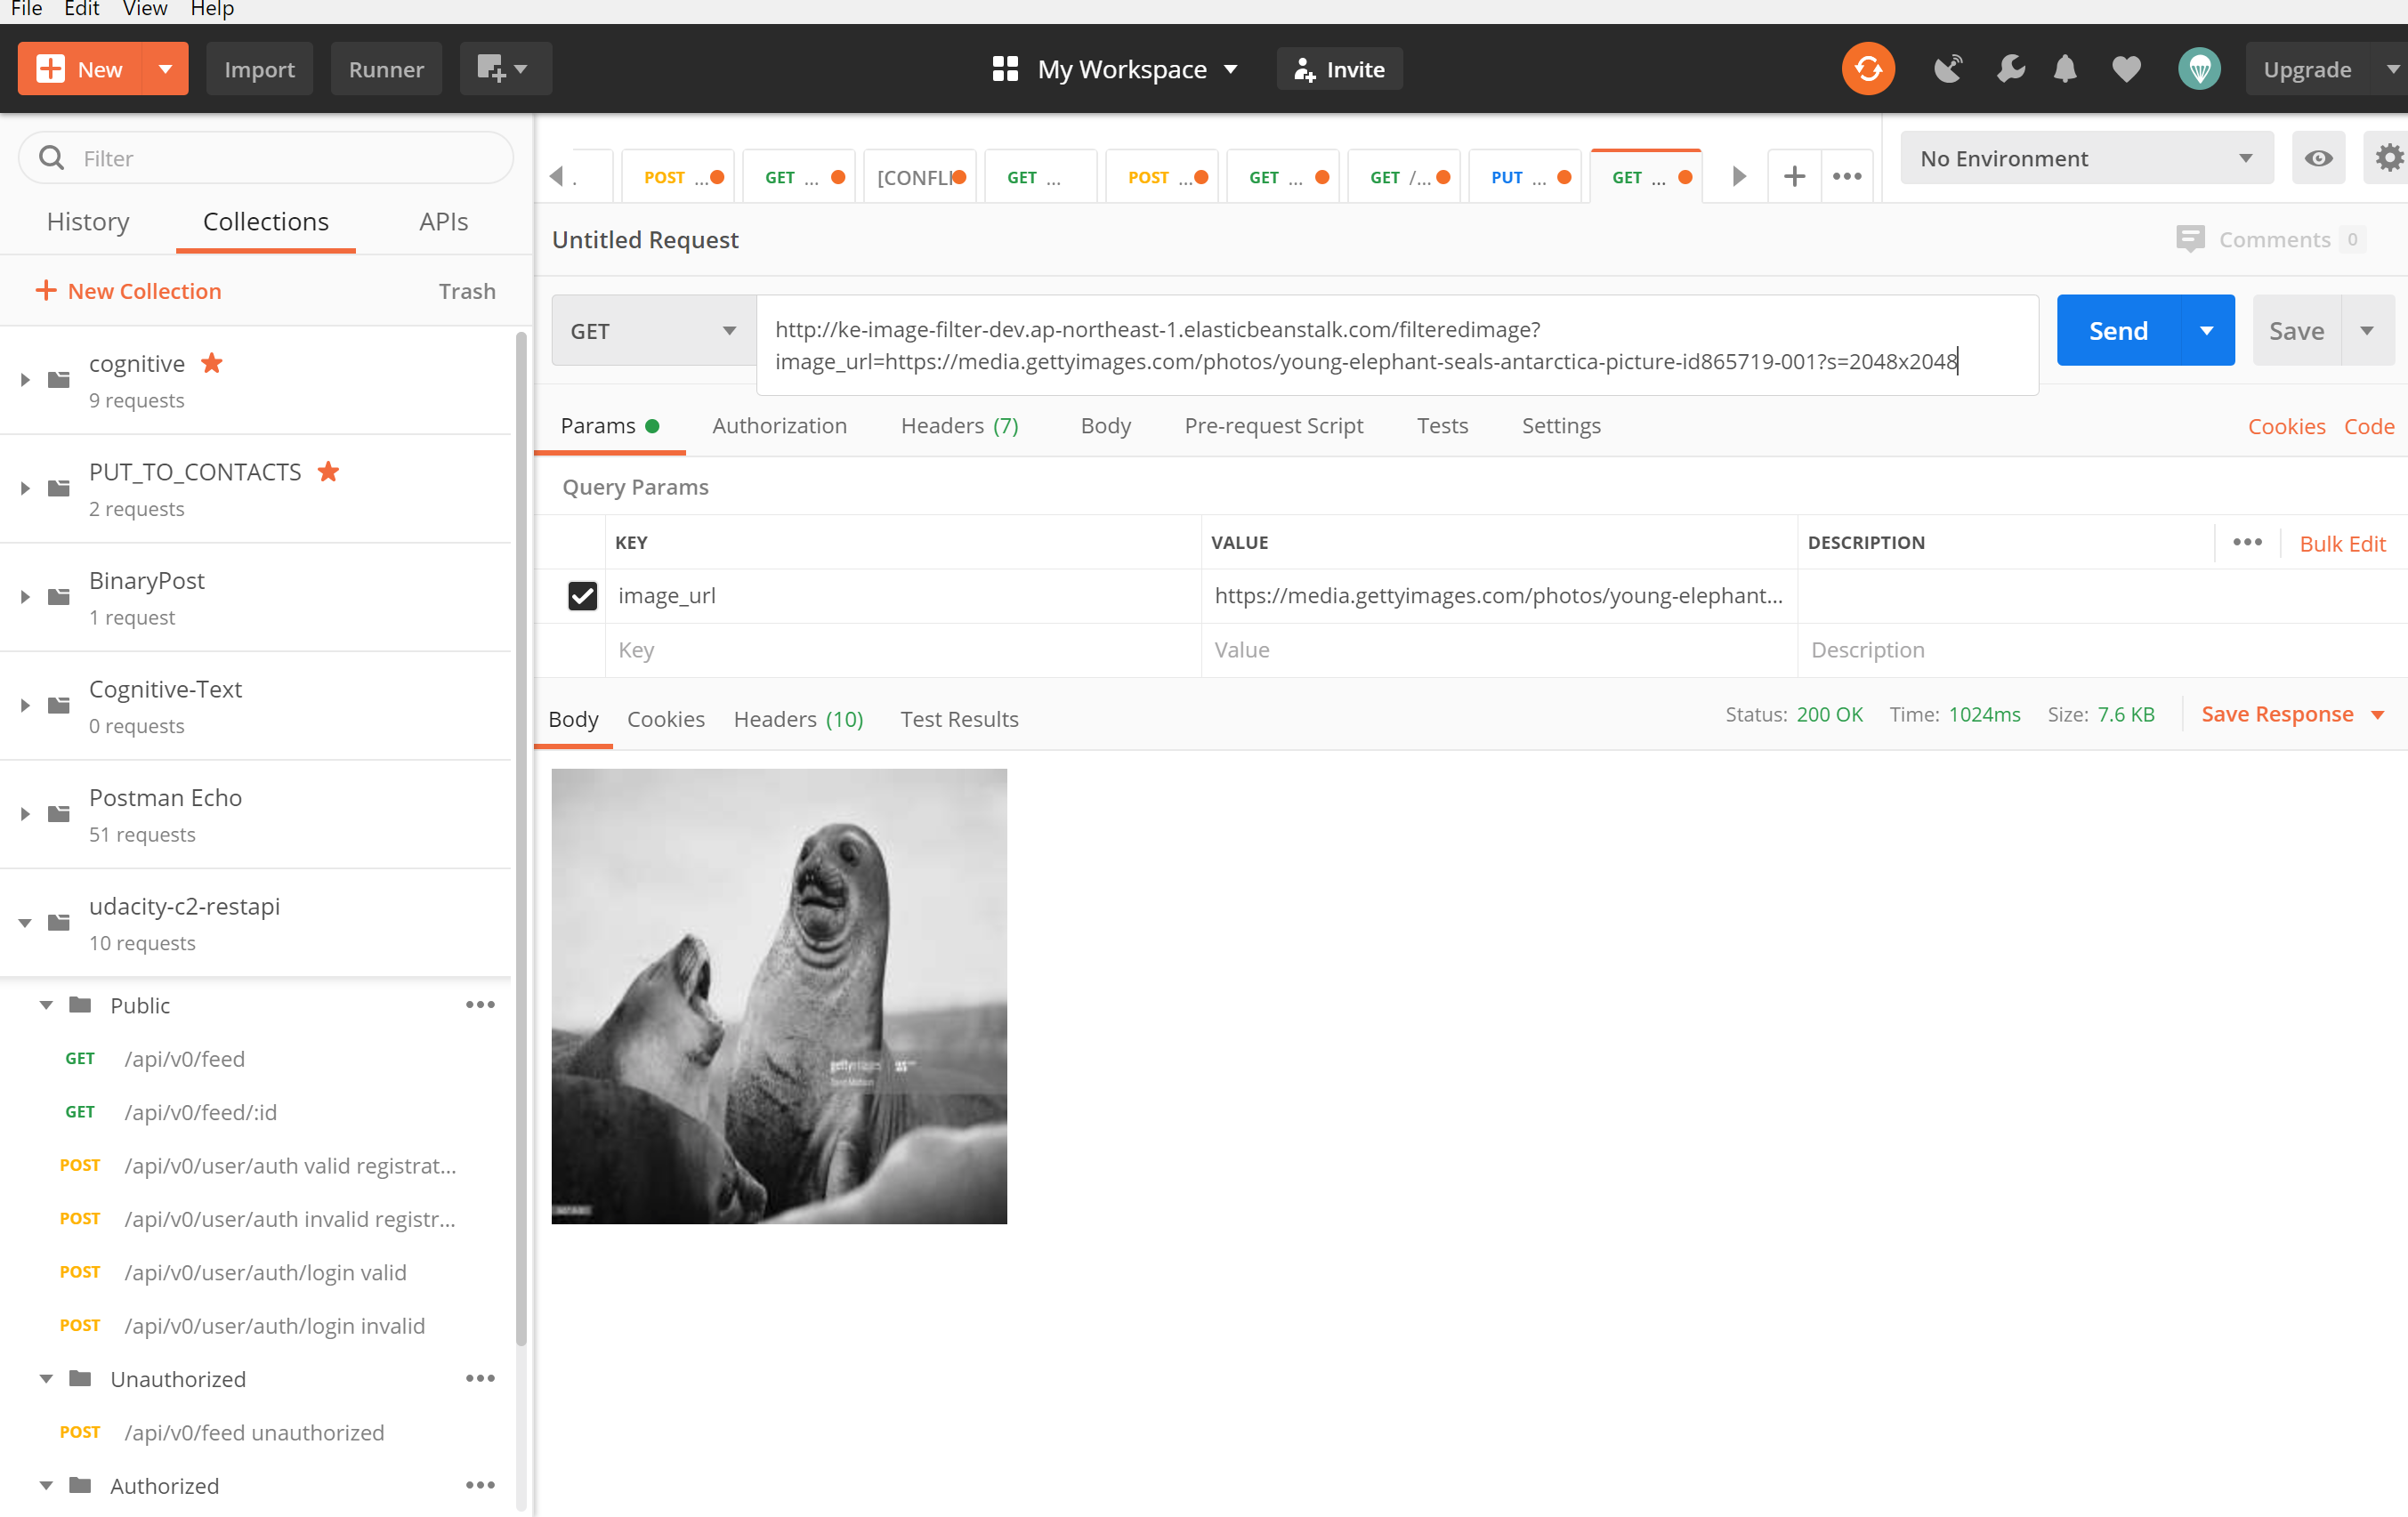 File Edit View Help
New Import Runner My Workspace Invite Upgrade
Filter
History Collections APIs
New Collection Trash
cognitive
9 requests
PUT_TO_CONTACTS
2 requests
BinaryPost
1 request
Cognitive-Text
0 requests
Postman Echo
51 requests
udacity-c2-restapi
10 requests
Public
GET /api/v0/feed
GET /api/v0/feed/:id
POST /api/v0/user/auth valid registrat...
POST /api/v0/user/auth invalid registr...
POST /api/v0/user/auth/login valid
POST /api/v0/user/auth/login invalid
Unauthorized
POST /api/v0/feed unauthorized
Authorized
. POST ... GET ... [CONFLI GET ... POST ... GET ... GET /... PUT ... GET ...
No Environment
Untitled Request
Comments 0
GET
http://ke-image-filter-dev.ap-northeast-1.elasticbeanstalk.com/filteredimage?
image_url=https://media.gettyimages.com/photos/young-elephant-seals-antarctica-picture-id865719-001?s=2048x2048
Send Save
Params Authorization Headers (7) Body Pre-request Script Tests Settings Cookies Code
Query Params
KEY VALUE DESCRIPTION Bulk Edit
image_url https://media.gettyimages.com/photos/young-elephant...
Key Value Description
Body Cookies Headers (10) Test Results Status: 200 OK Time: 1024ms Size: 7.6 KB Save Response
gettyimages